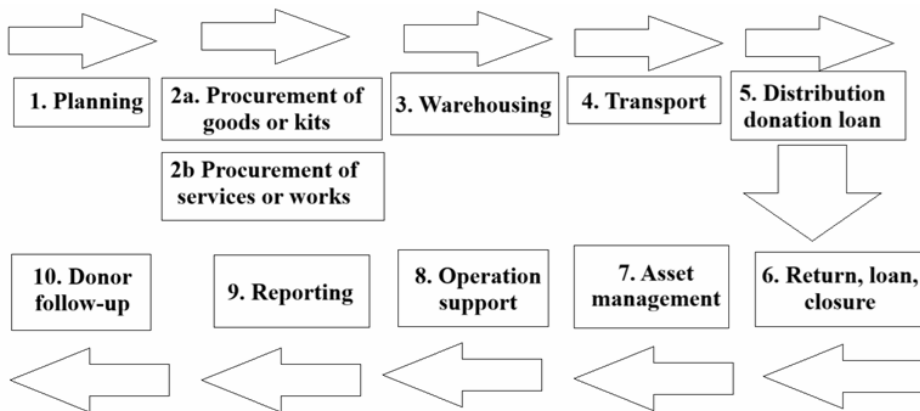 1. Planning
2a. Procurement of
goods or kits
2b Procurement of
services or works
3. Warehousing
4. Transport
5. Distribution
donation loan
6. Return, loan,
closure
7. Asset
management
8. Operation
support
9. Reporting
10. Donor
follow-up